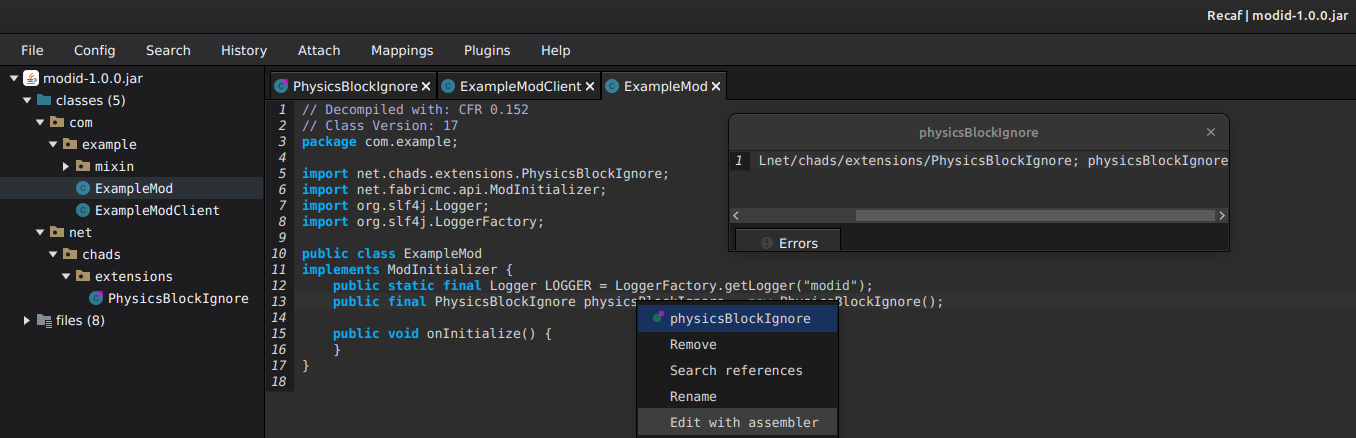 Recaf | modid-1.0.0.jar
File Config Search History Attach Mappings Plugins Help
modid-1.0.0.jar
classes (5)
com
example
mixin
ExampleMod
ExampleModClient
net
chads
extensions
PhysicsBlockIgnore
files (8)
PhysicsBlockIgnore ExampleModClient ExampleMod
1 // Decompiled with: CFR 0.152
2 // Class Version: 17
3 package com.example;
4
5 import net.chads.extensions.PhysicsBlockIgnore;
6 import net.fabricmc.api.ModInitializer;
7 import org.slf4j.Logger;
8 import org.slf4j.LoggerFactory;
9
10 public class ExampleMod
11 implements ModInitializer {
12 public static final Logger LOGGER = LoggerFactory.getLogger("modid");
13 public final PhysicsBlockIgnore physicsBlockIgnore = new PhysicsBlockIgnore();
14
15 public void onInitialize() {
16 }
17 }
18
physicsBlockIgnore
1 Lnet/chads/extensions/PhysicsBlockIgnore; physicsBlockIgnore
Errors
physicsBlockIgnore
Remove
Search references
Rename
Edit with assembler